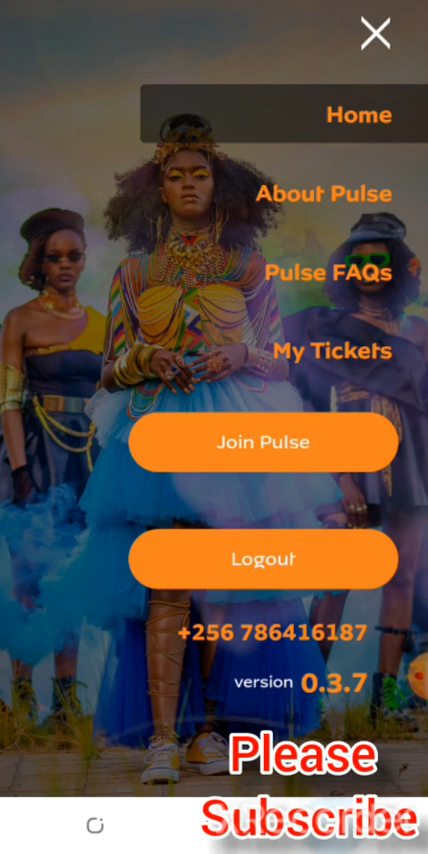 Home
About Pulse
Pulse FAQs
My Tickets
Join Pulse
Logout
+256 786416187
version 0.3.7
Please
Subscribe